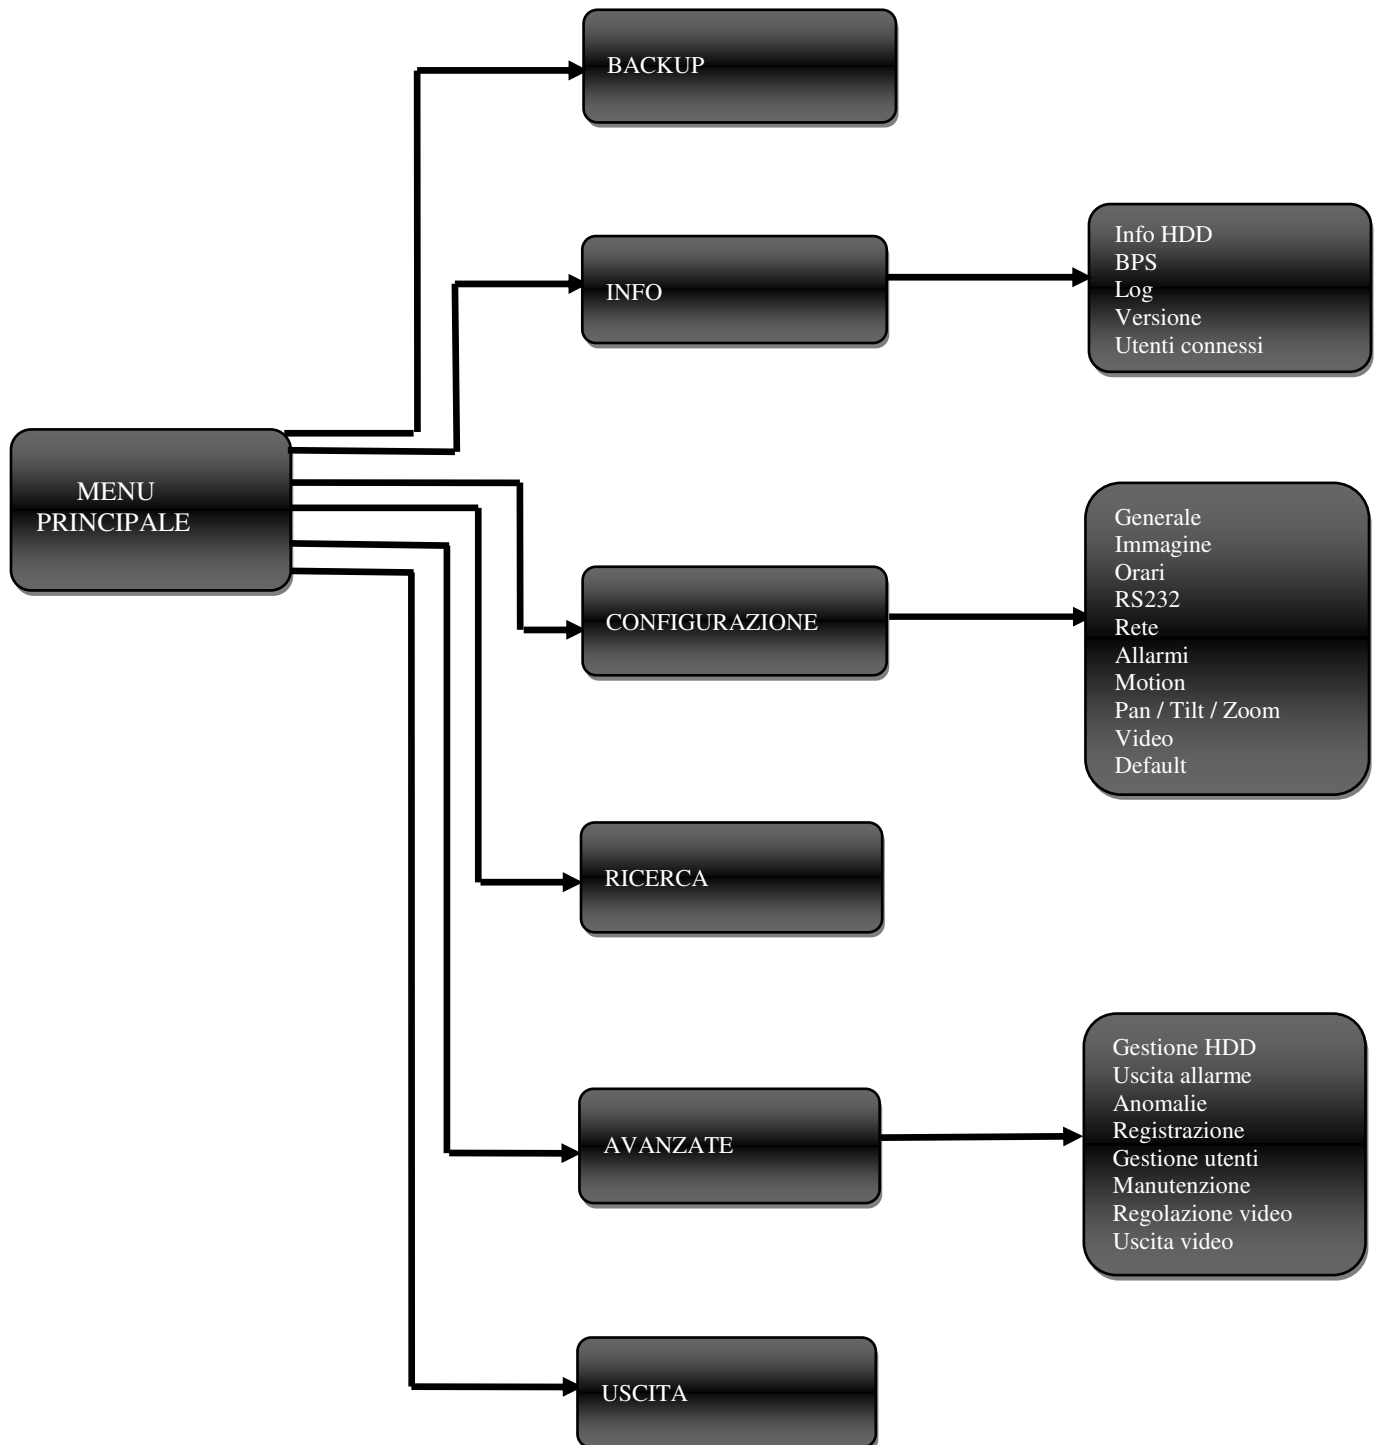 BACKUP
INFO
Info HDD
BPS
Log
Versione
Utenti connessi
MENU
PRINCIPALE
CONFIGURAZIONE
Generale
Immagine
Orari
RS232
Rete
Allarmi
Motion
Pan / Tilt / Zoom
Video
Default
RICERCA
AVANZATE
Gestione HDD
Uscita allarme
Anomalie
Registrazione
Gestione utenti
Manutenzione
Regolazione video
Uscita video
USCITA